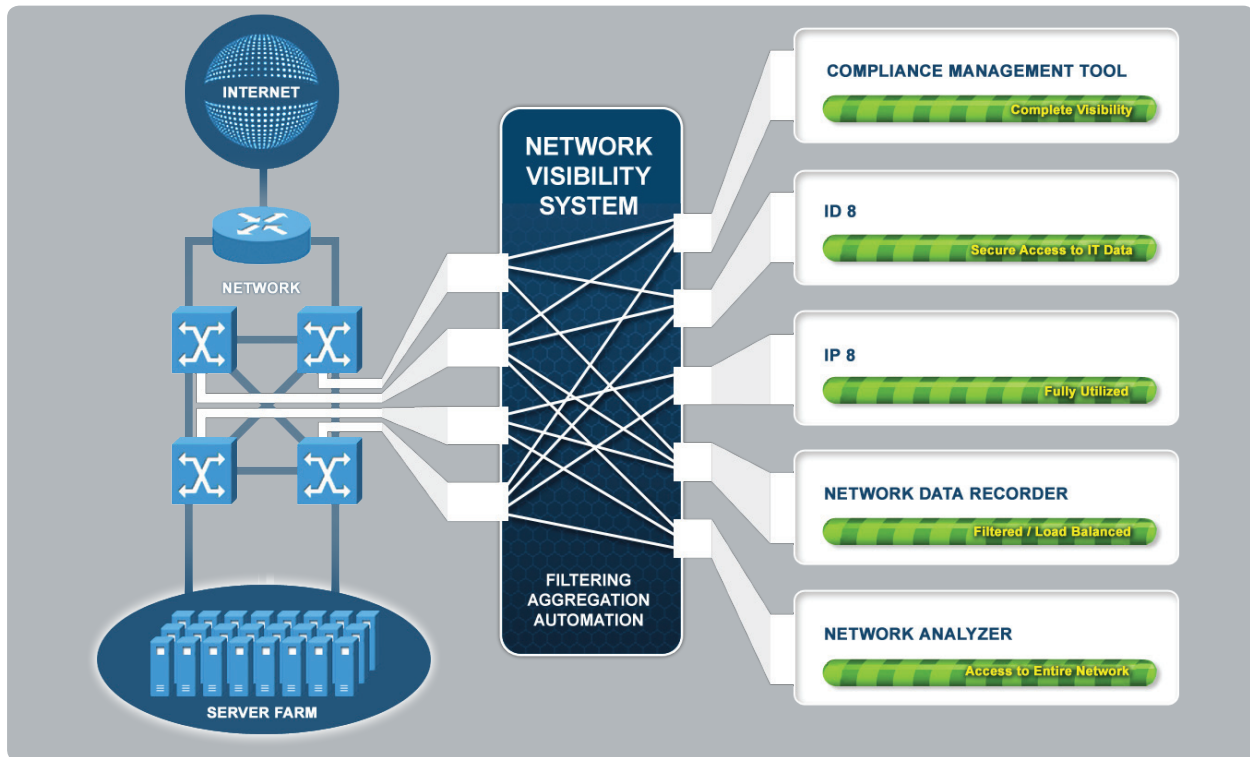 INTERNET
NETWORK
SERVER FARM
NETWORK
VISIBILITY
SYSTEM
FILTERING
AGGREGATION
AUTOMATION
COMPLIANCE MANAGEMENT TOOL
Complete Visibility
ID 8
Secure Access to IT Data
IP 8
Fully Utilized
NETWORK DATA RECORDER
Filtered / Load Balanced
NETWORK ANALYZER
Access to Entire Network